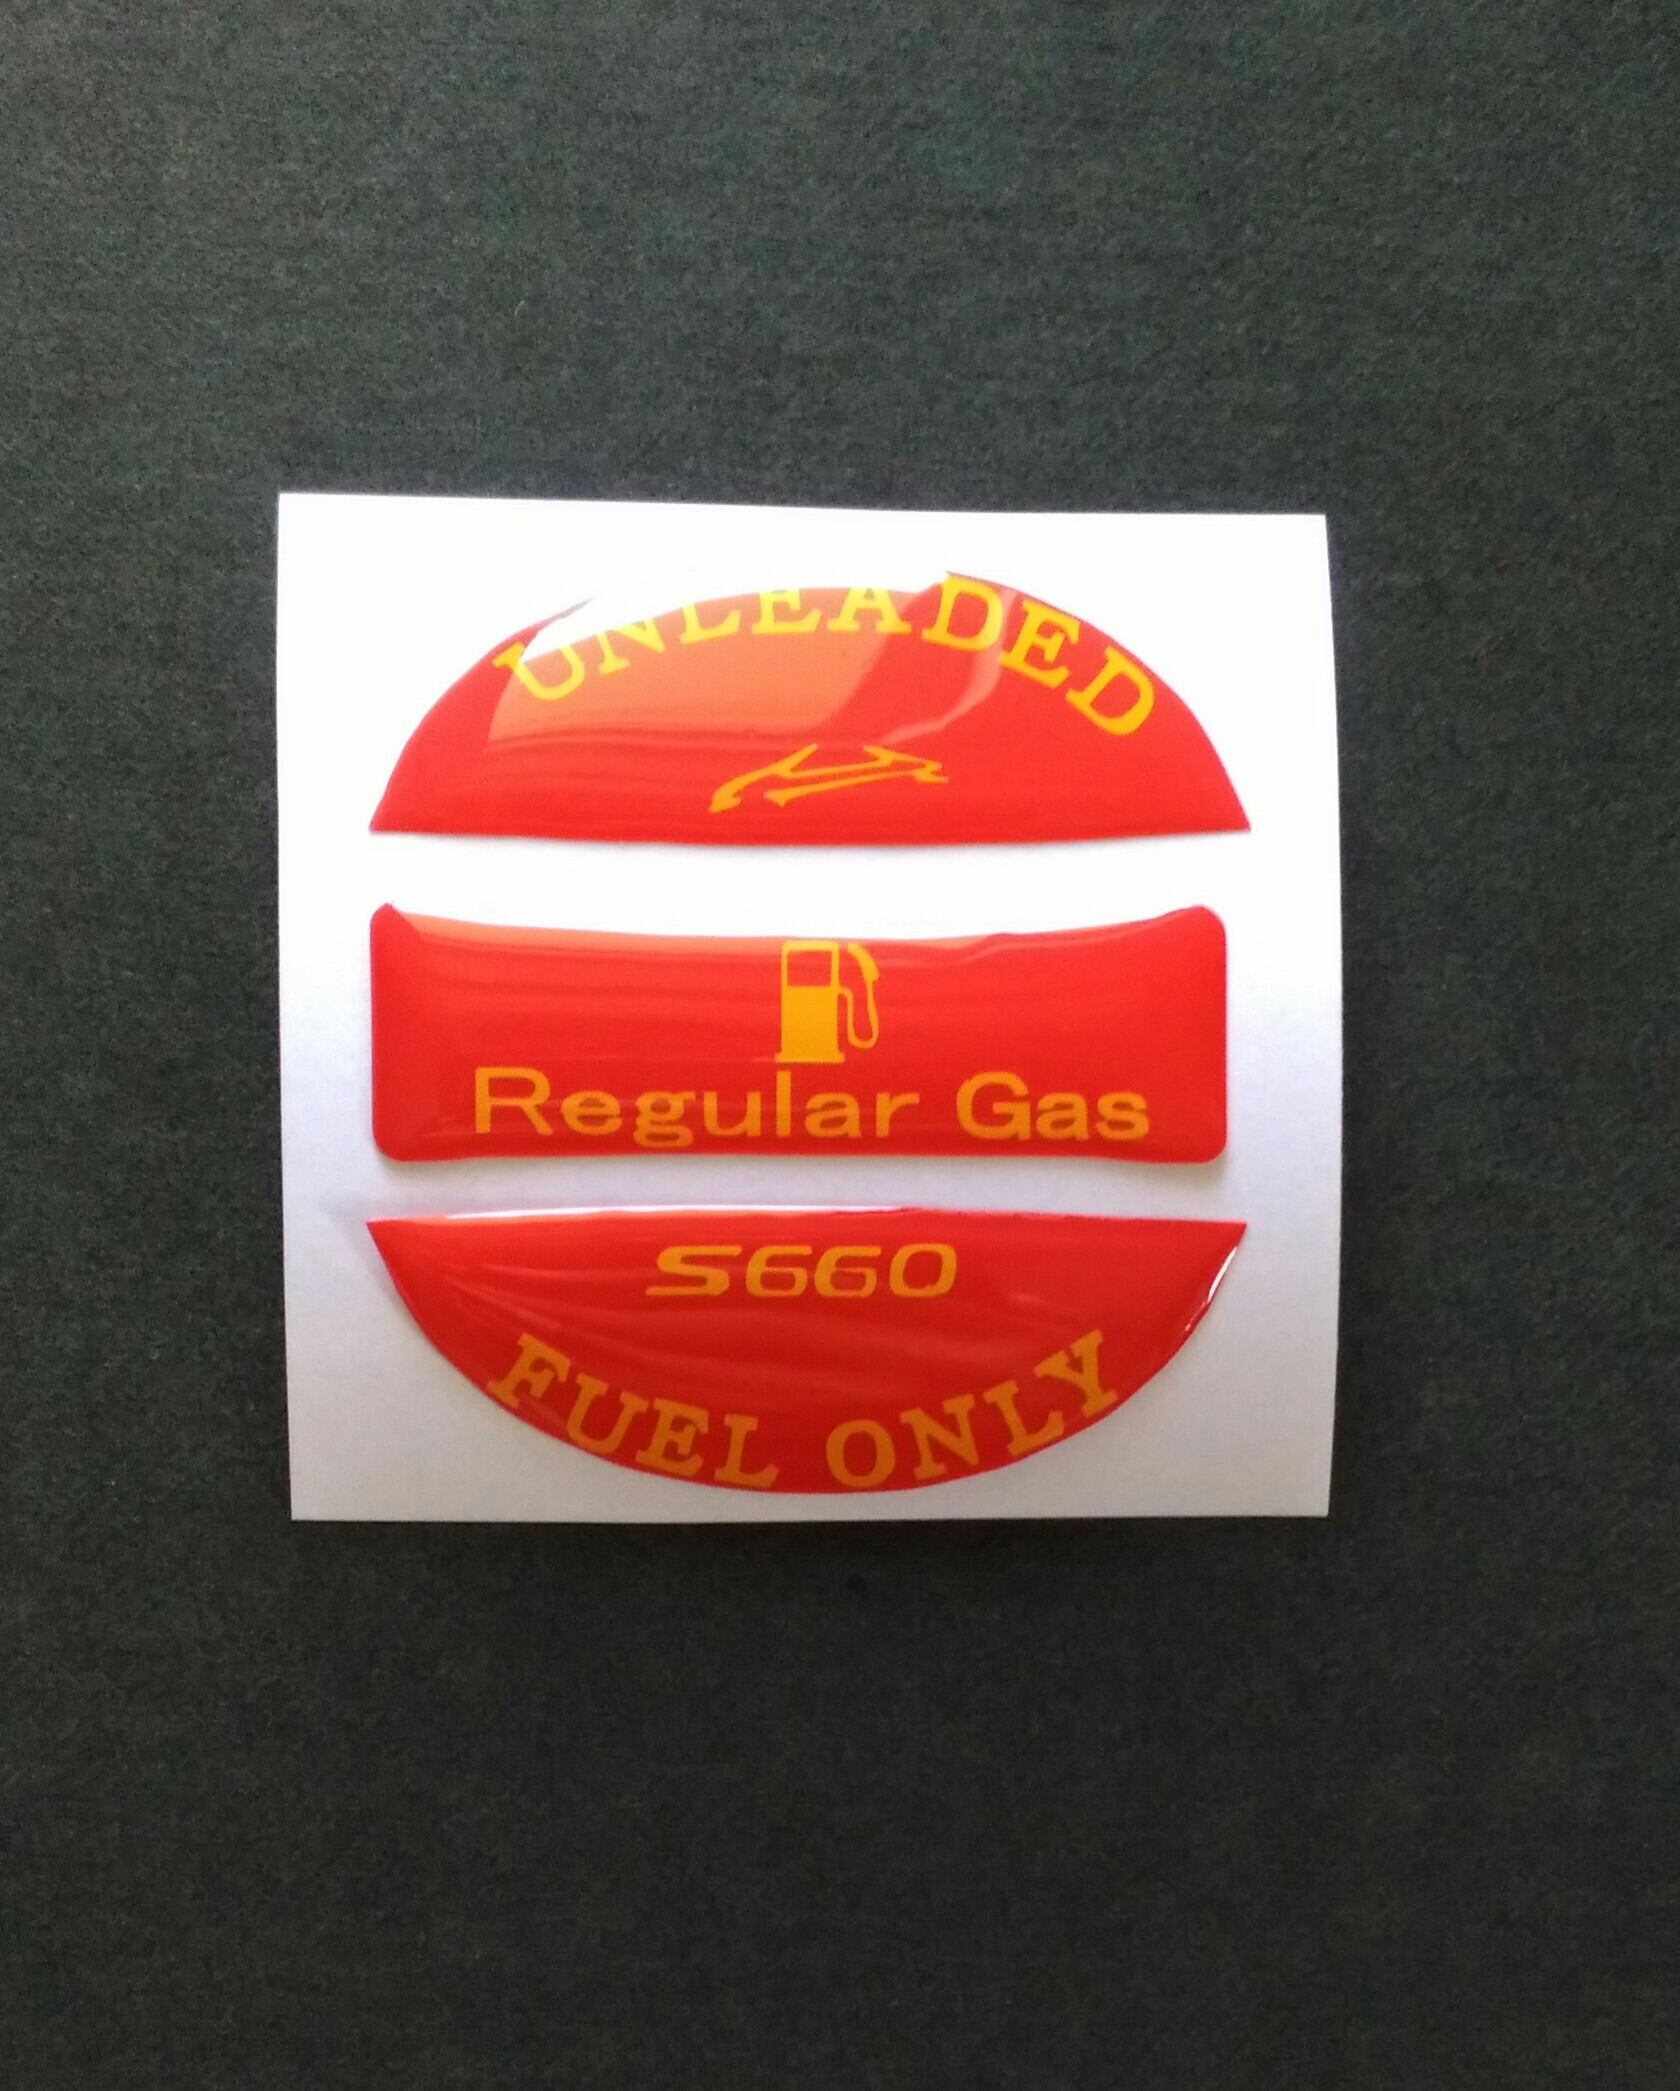 UNLEADED
Regular Gas
S660
FUEL ONLY